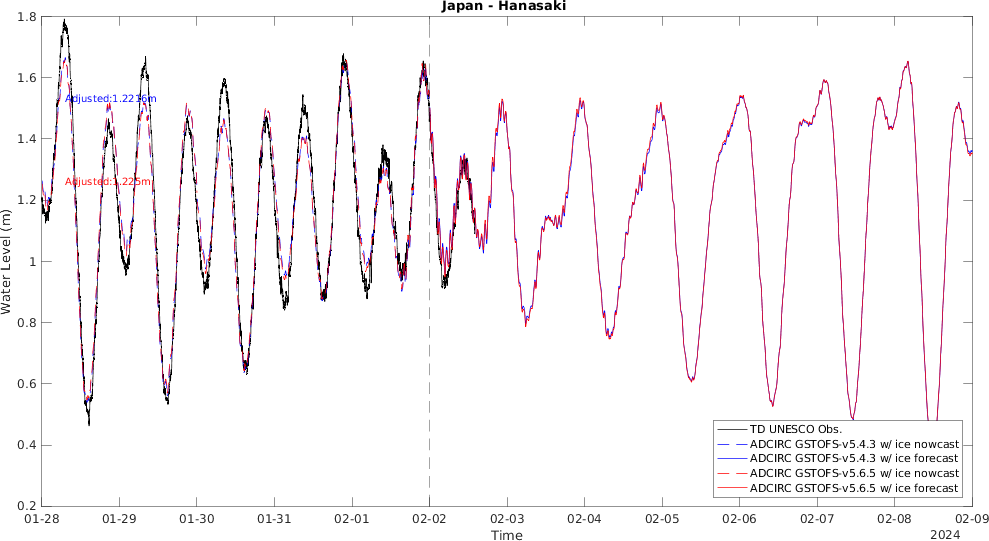 Japan - Hanasaki
1.8
1.6
1.4
1.2
1
0.8
0.6
0.4
0.2
Water Level (m)
Adjusted:1.2216m
Adjusted:1.225m
TD UNESCO Obs.
ADCIRC GSTOFS-v5.4.3 w/ ice nowcast
ADCIRC GSTOFS-v5.4.3 w/ ice forecast
ADCIRC GSTOFS-v5.6.5 w/ ice nowcast
ADCIRC GSTOFS-v5.6.5 w/ ice forecast
01-28 01-29 01-30 01-31 02-01 02-02 02-03 02-04 02-05 02-06 02-07 02-08 02-09
Time
2024